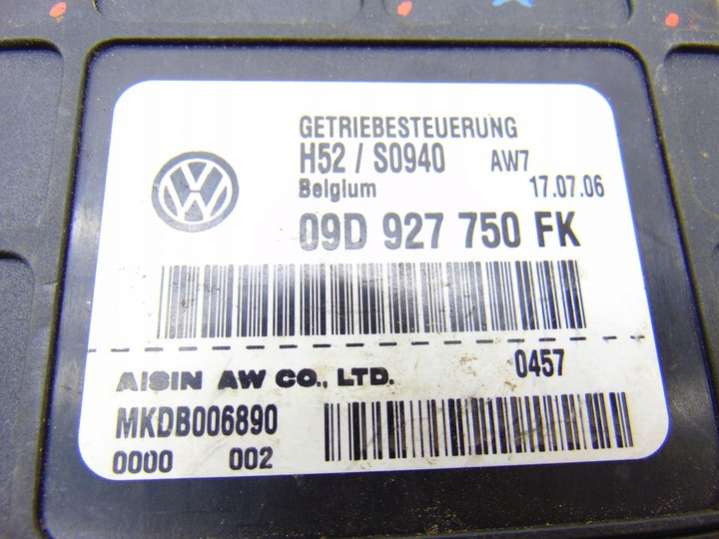 GETRIEBESTEUERUNG
H52 / S0940 AW7
Belgium 17.07.06
09D 927 750 FK
AISIN AW CO., LTD. 0457
MKDB006890
0000 002